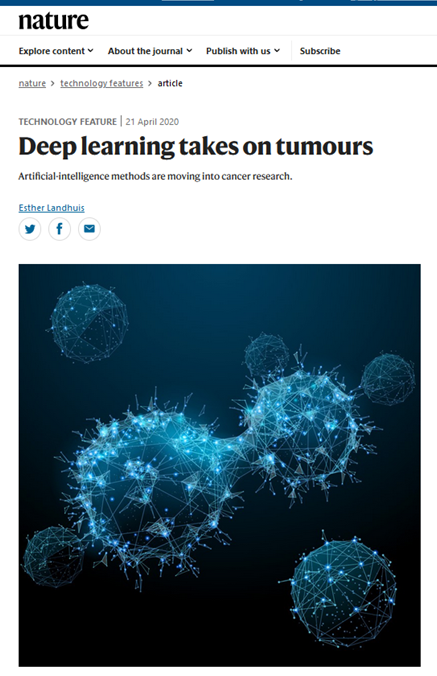 nature
Explore content About the journal Publish with us Subscribe
nature > technology features > article
TECHNOLOGY FEATURE | 21 April 2020
Deep learning takes on tumours
Artificial-intelligence methods are moving into cancer research.
Esther Landhuis